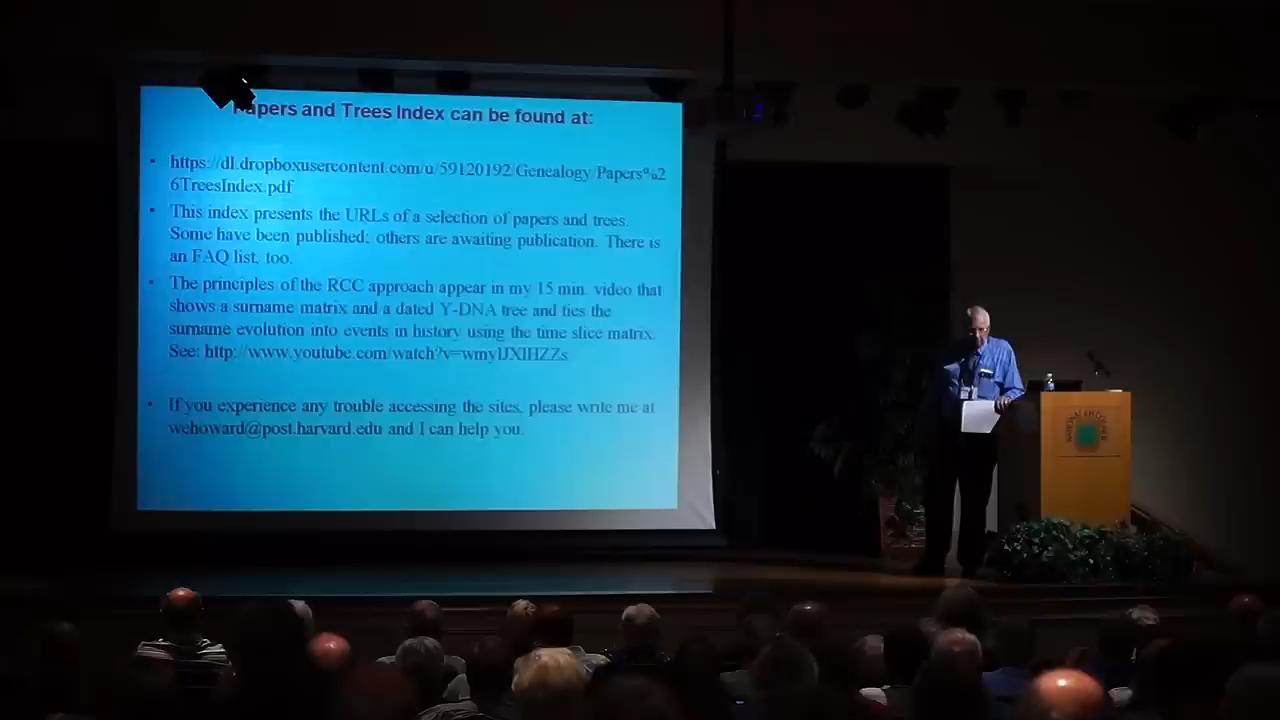 Papers and Trees Index can be found at:
• https://dl.dropboxusercontent.com/u/59120192/Genealogy/Papers%2
6TreesIndex.pdf
• This index presents the URLs of a selection of papers and trees.
Some have been published; others are awaiting publication. There is
an FAQ list, too.
• The principles of the RCC approach appear in my 15 min. video that
shows a surname matrix and a dated Y-DNA tree and ties the
surname evolution into events in history using the time slice matrix.
See: http://www.youtube.com/watch?v=wmylJXIHZZs
• If you experience any trouble accessing the sites, please write me at
wehoward@post.harvard.edu and I can help you.
NATIONAL 4-H COUNCIL